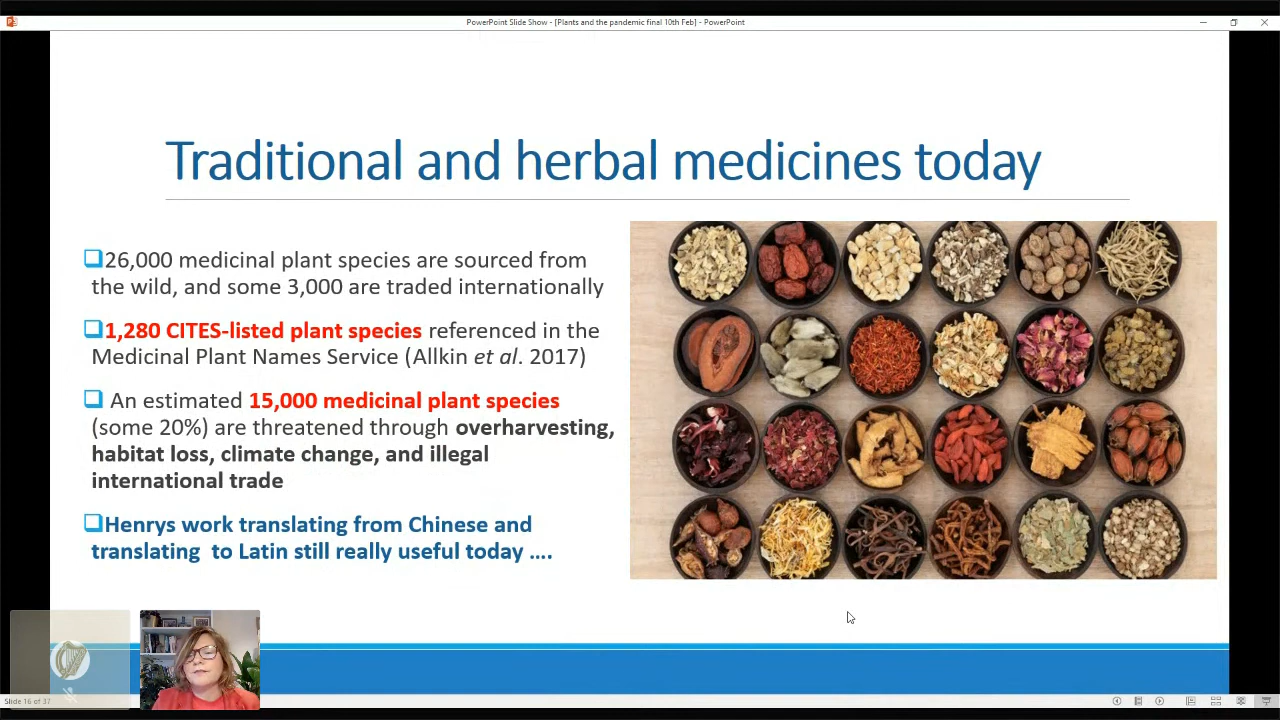 PowerPoint Slide Show - [Plants and the pandemic final 10th Feb] - PowerPoint
Traditional and herbal medicines today
26,000 medicinal plant species are sourced from
the wild, and some 3,000 are traded internationally
1,280 CITES-listed plant species referenced in the
Medicinal Plant Names Service (Allkin et al. 2017)
An estimated 15,000 medicinal plant species
(some 20%) are threatened through overharvesting,
habitat loss, climate change, and illegal
international trade
Henrys work translating from Chinese and
translating to Latin still really useful today ....
Slide 16 of 37